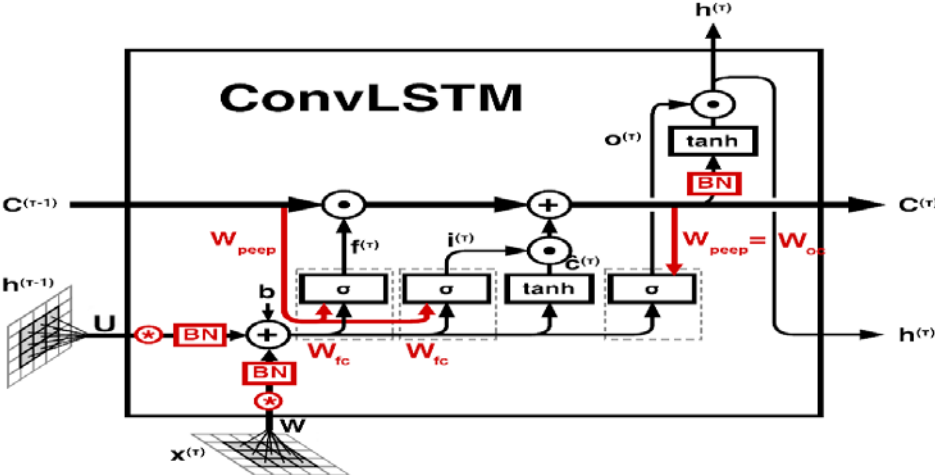 h(τ)
ConvLSTM
o(τ)
tanh
BN
C(τ-1)
C(τ)
Wpeep
f(τ)
i(τ)
c̃(τ)
Wpeep = Woc
h(τ-1)
σ
σ
tanh
σ
b
U
*
BN
+
Wfc
Wfc
h(τ)
BN
*
W
x(τ)